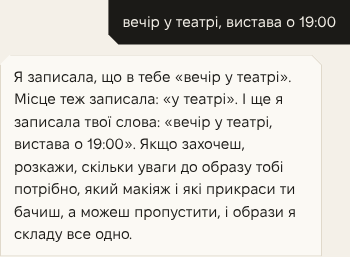 вечір у театрі, вистава о 19:00
Я записала, що в тебе «вечір у театрі».
Місце теж записала: «у театрі». І ще я
записала твої слова: «вечір у театрі,
вистава о 19:00». Якщо захочеш,
розкажи, скільки уваги до образу тобі
потрібно, який макіяж і які прикраси ти
бачиш, а можеш пропустити, і образи я
складу все одно.